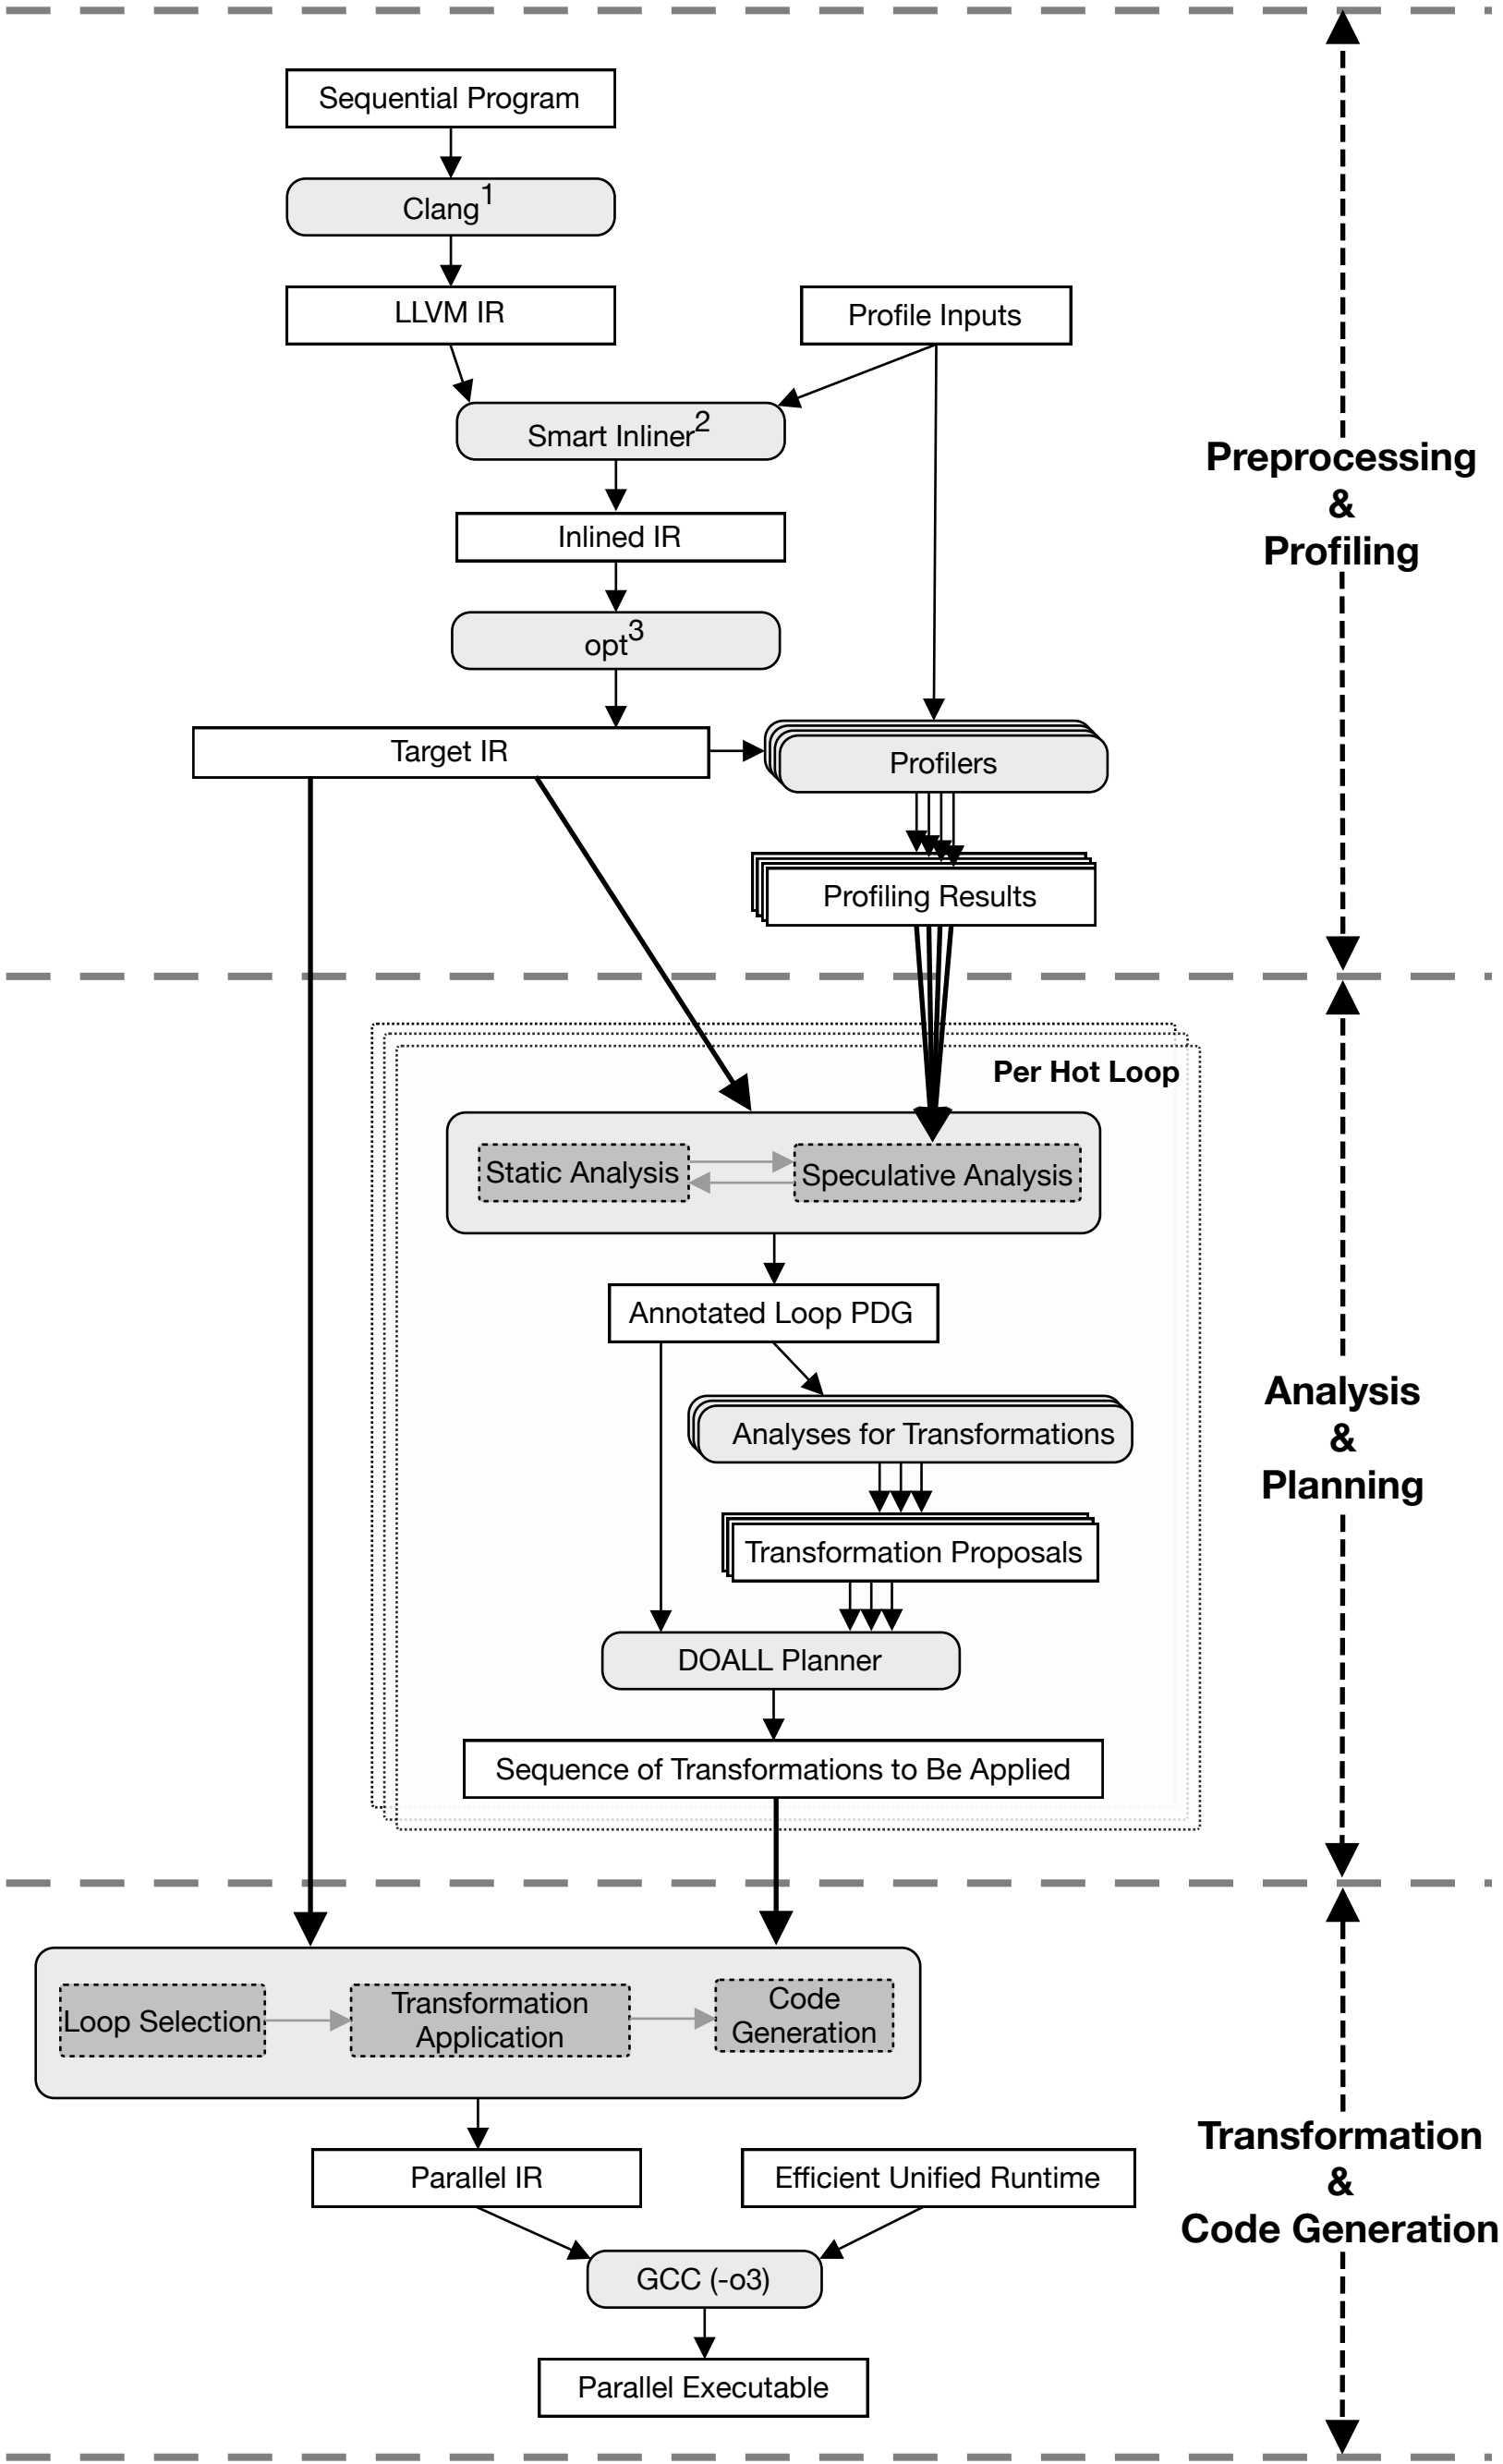 Sequential Program
Clang1
LLVM IR
Profile Inputs
Smart Inliner2
Inlined IR
opt3
Target IR
Profilers
Profiling Results
Preprocessing
&
Profiling
Per Hot Loop
Static Analysis
Speculative Analysis
Annotated Loop PDG
Analyses for Transformations
Transformation Proposals
DOALL Planner
Sequence of Transformations to Be Applied
Analysis
&
Planning
Loop Selection
Transformation
Application
Code
Generation
Parallel IR
Efficient Unified Runtime
GCC (-o3)
Parallel Executable
Transformation
&
Code Generation